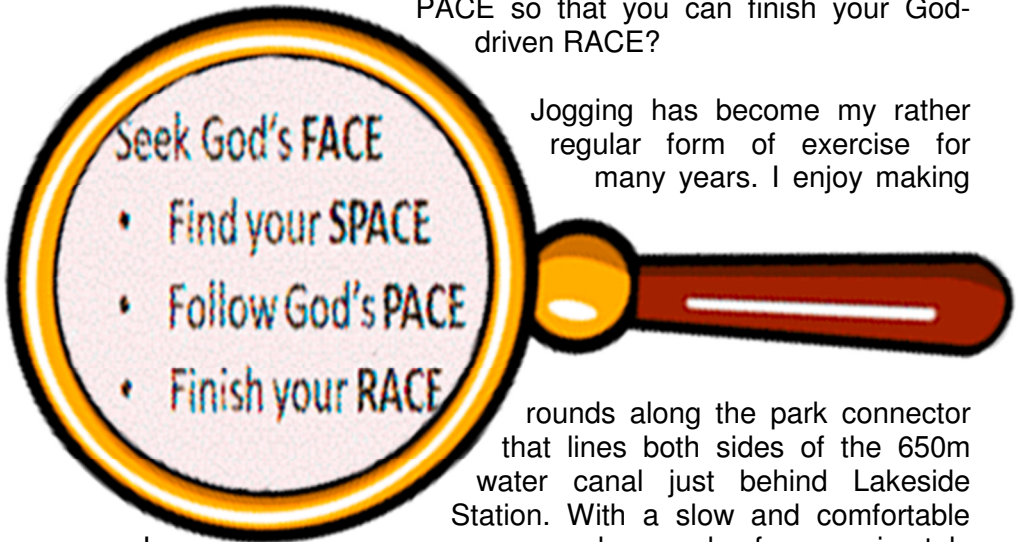 PACE so that you can finish your God-
driven RACE?
Seek God's FACE
• Find your SPACE
• Follow God's PACE
• Finish your RACE
Jogging has become my rather
regular form of exercise for
many years. I enjoy making
rounds along the park connector
that lines both sides of the 650m
water canal just behind Lakeside
Station. With a slow and comfortable